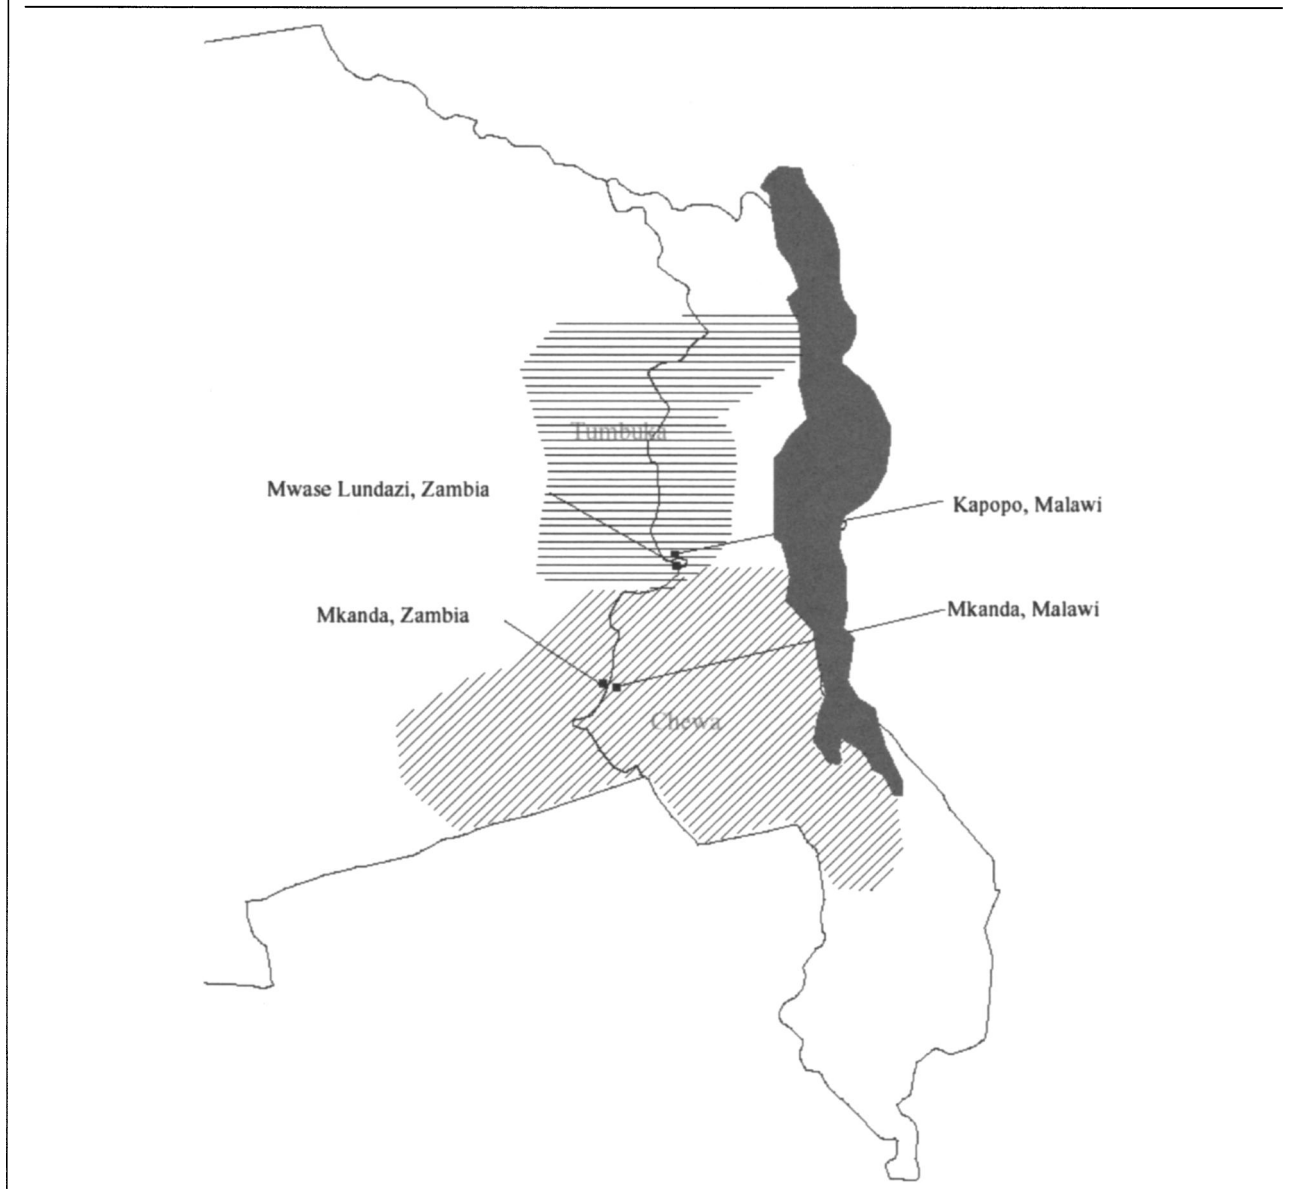 Tumbuka
Mwase Lundazi, Zambia
Kapopo, Malawi
Mkanda, Zambia
Mkanda, Malawi
Chewa